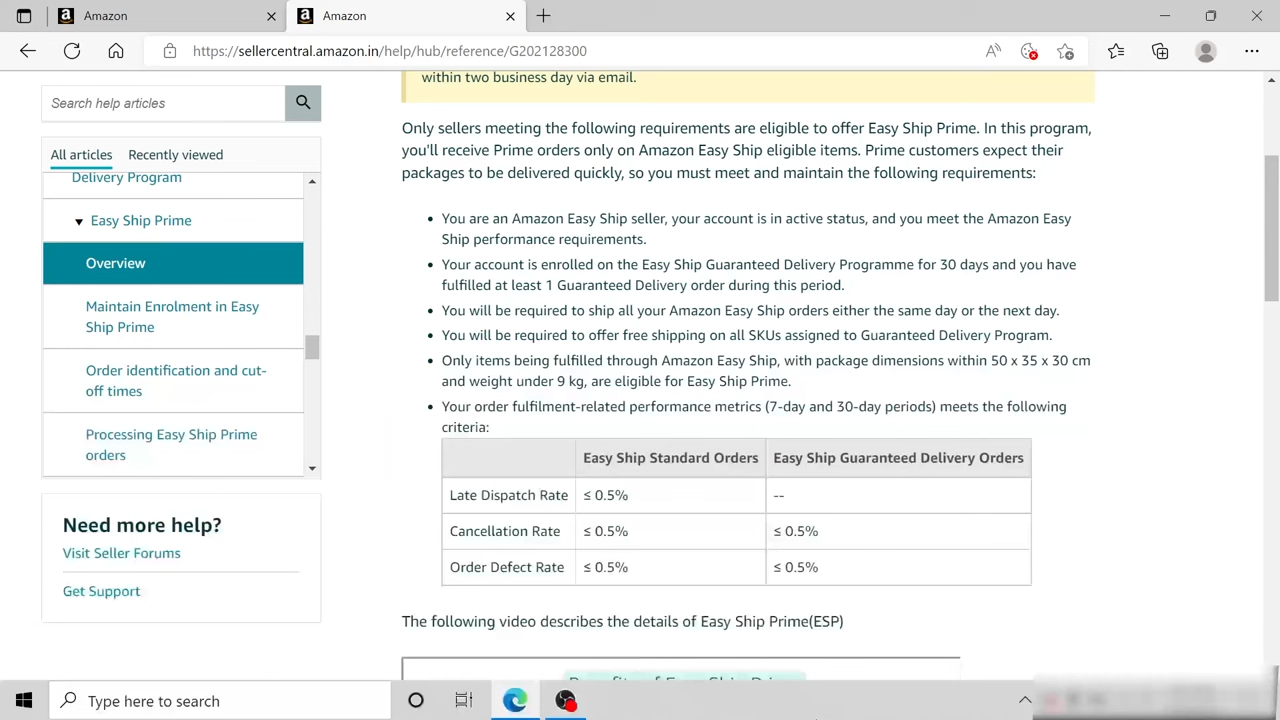 Amazon
Amazon
https://sellercentral.amazon.in/help/hub/reference/G202128300
within two business day via email.
Search help articles
All articles Recently viewed
Delivery Program
Easy Ship Prime
Overview
Maintain Enrolment in Easy
Ship Prime
Order identification and cut-
off times
Processing Easy Ship Prime
orders
Need more help?
Visit Seller Forums
Get Support
Only sellers meeting the following requirements are eligible to offer Easy Ship Prime. In this program,
you'll receive Prime orders only on Amazon Easy Ship eligible items. Prime customers expect their
packages to be delivered quickly, so you must meet and maintain the following requirements:
• You are an Amazon Easy Ship seller, your account is in active status, and you meet the Amazon Easy
Ship performance requirements.
• Your account is enrolled on the Easy Ship Guaranteed Delivery Programme for 30 days and you have
fulfilled at least 1 Guaranteed Delivery order during this period.
• You will be required to ship all your Amazon Easy Ship orders either the same day or the next day.
• You will be required to offer free shipping on all SKUs assigned to Guaranteed Delivery Program.
• Only items being fulfilled through Amazon Easy Ship, with package dimensions within 50 x 35 x 30 cm
and weight under 9 kg, are eligible for Easy Ship Prime.
• Your order fulfilment-related performance metrics (7-day and 30-day periods) meets the following
criteria:
Easy Ship Standard Orders Easy Ship Guaranteed Delivery Orders
Late Dispatch Rate ≤ 0.5% --
Cancellation Rate ≤ 0.5% ≤ 0.5%
Order Defect Rate ≤ 0.5% ≤ 0.5%
The following video describes the details of Easy Ship Prime(ESP)
Benefits of Easy Ship Prime
Type here to search